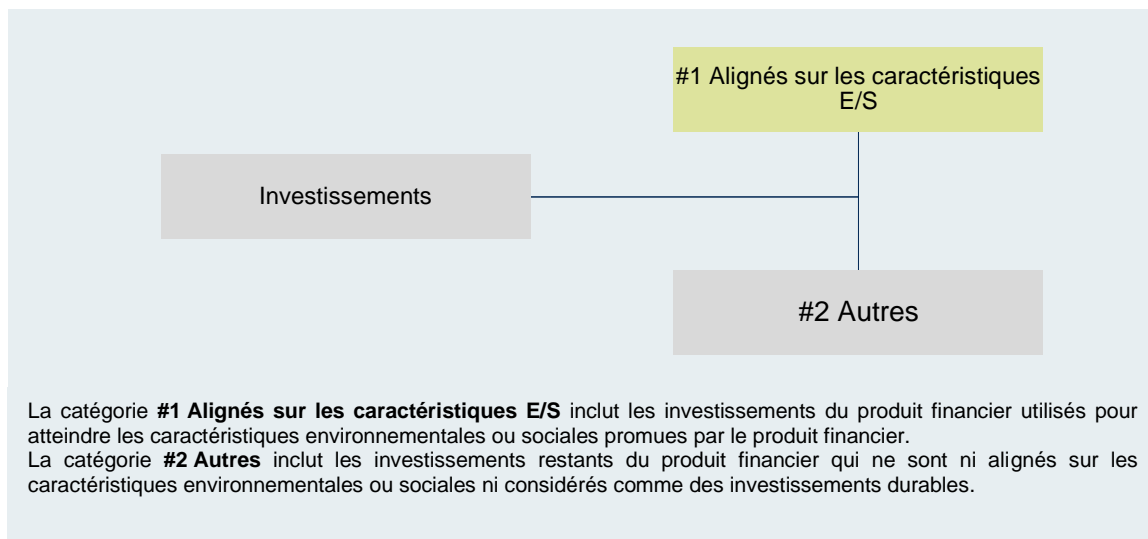 #1 Alignés sur les caractéristiques
E/S
Investissements
#2 Autres
La catégorie #1 Alignés sur les caractéristiques E/S inclut les investissements du produit financier utilisés pour
atteindre les caractéristiques environnementales ou sociales promues par le produit financier.
La catégorie #2 Autres inclut les investissements restants du produit financier qui ne sont ni alignés sur les
caractéristiques environnementales ou sociales ni considérés comme des investissements durables.